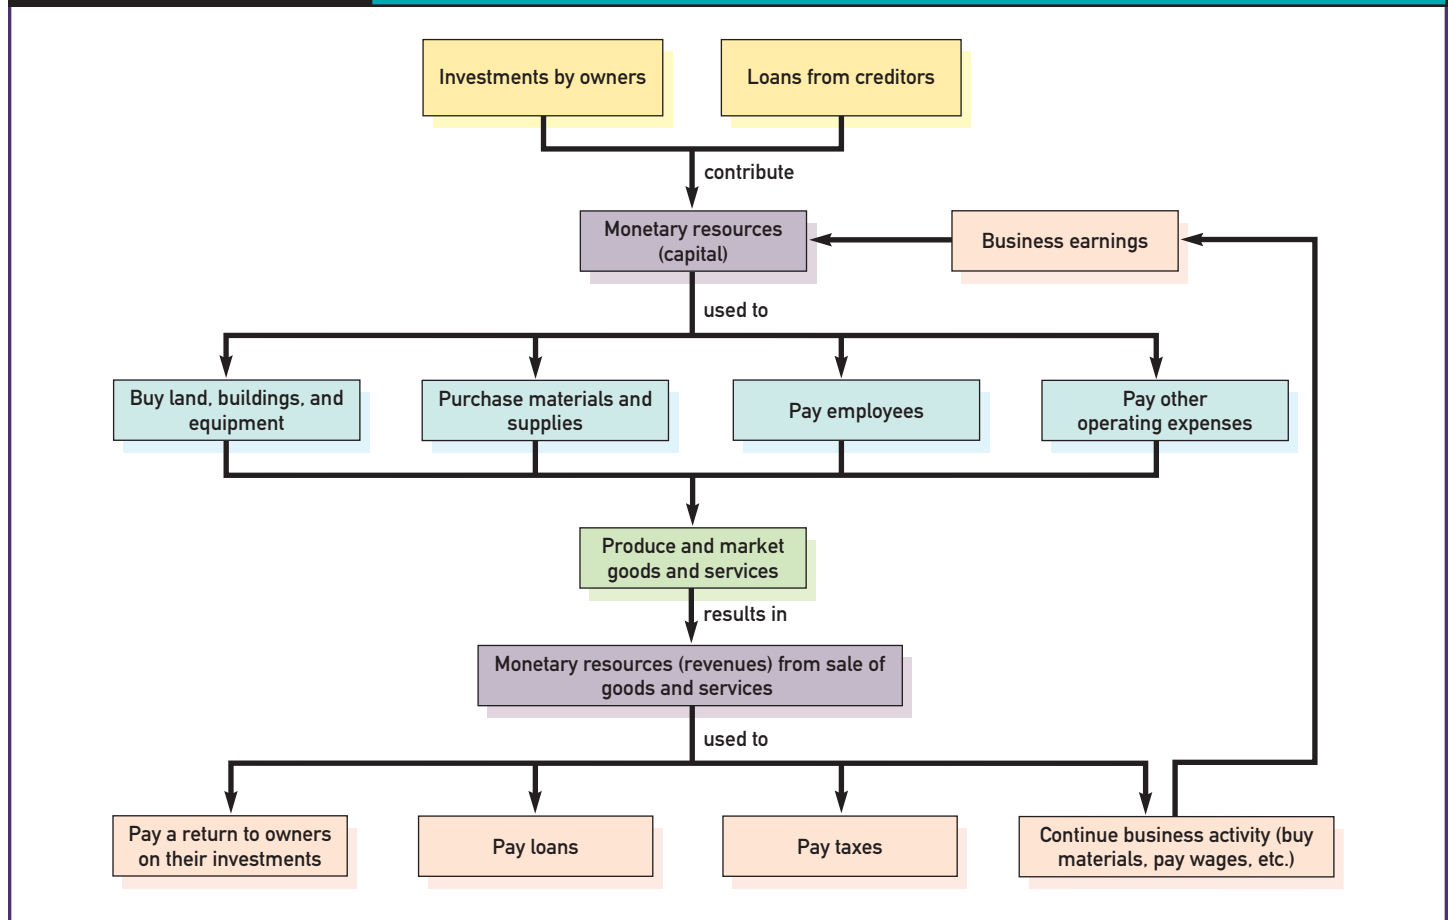 Investments by owners
Loans from creditors
contribute
Monetary resources
(capital)
Business earnings
used to
Buy land, buildings, and
equipment
Purchase materials and
supplies
Pay employees
Pay other
operating expenses
Produce and market
goods and services
results in
Monetary resources (revenues) from sale of
goods and services
used to
Pay a return to owners
on their investments
Pay loans
Pay taxes
Continue business activity (buy
materials, pay wages, etc.)